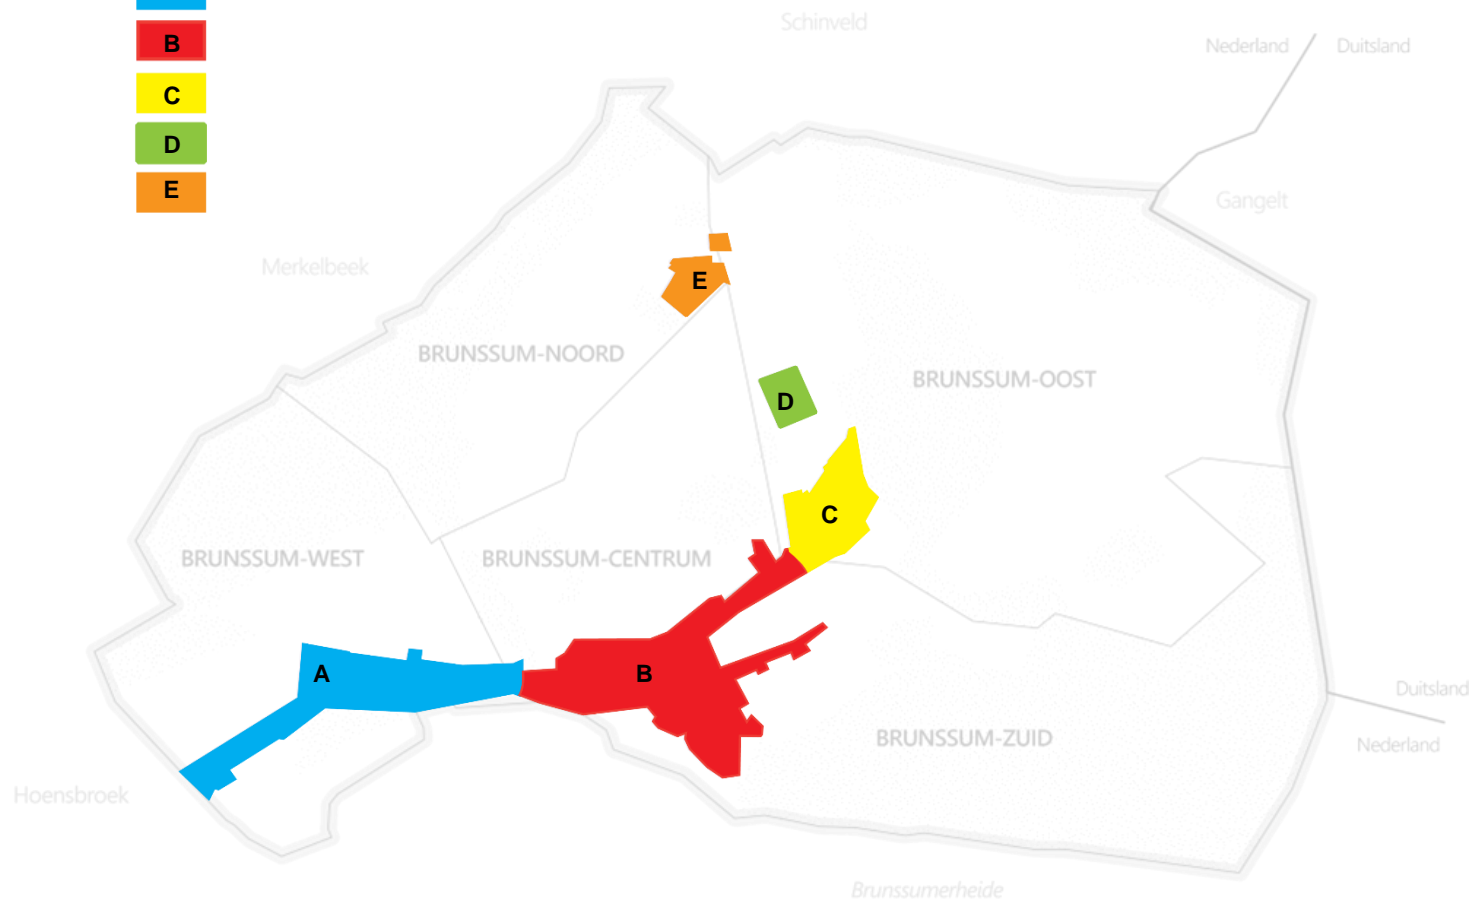 B
C
D
E
Schinveld
Nederland
Duitsland
Gangelt
Merkelbeek
E
BRUNSSUM-NOORD
BRUNSSUM-OOST
D
C
BRUNSSUM-WEST
BRUNSSUM-CENTRUM
A
B
Duitsland
BRUNSSUM-ZUID
Nederland
Hoensbroek
Brunssumerheide